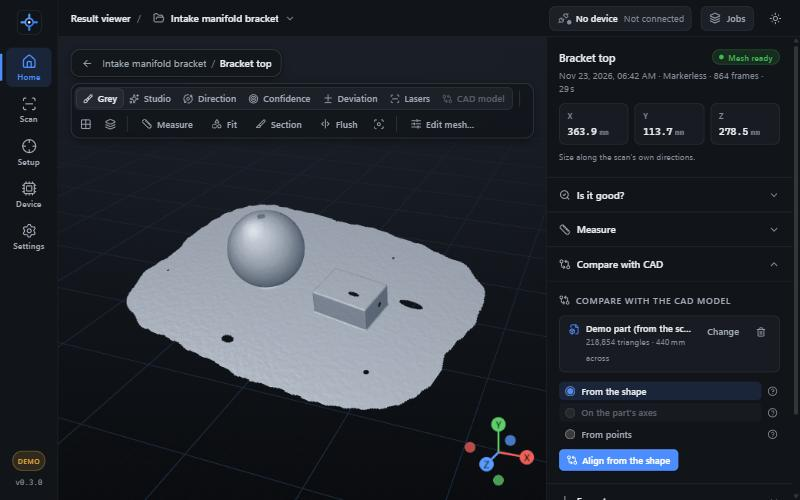 Result viewer / Intake manifold bracket
No device Not connected
Jobs
Home
Scan
Setup
Device
Settings
DEMO
v0.3.0
Intake manifold bracket / Bracket top
Grey Studio Direction Confidence Deviation Lasers CAD model
Measure Fit Section Flush Edit mesh...
Y
X
Z
Bracket top
Mesh ready
Nov 23, 2026, 06:42 AM · Markerless · 864 frames ·
29 s
X Y Z
363.9 mm 113.7 mm 278.5 mm
Size along the scan's own directions.
Is it good?
Measure
Compare with CAD
COMPARE WITH THE CAD MODEL
Demo part (from the sc...
Change
218,854 triangles · 440 mm
across
From the shape
On the part's axes
From points
Align from the shape